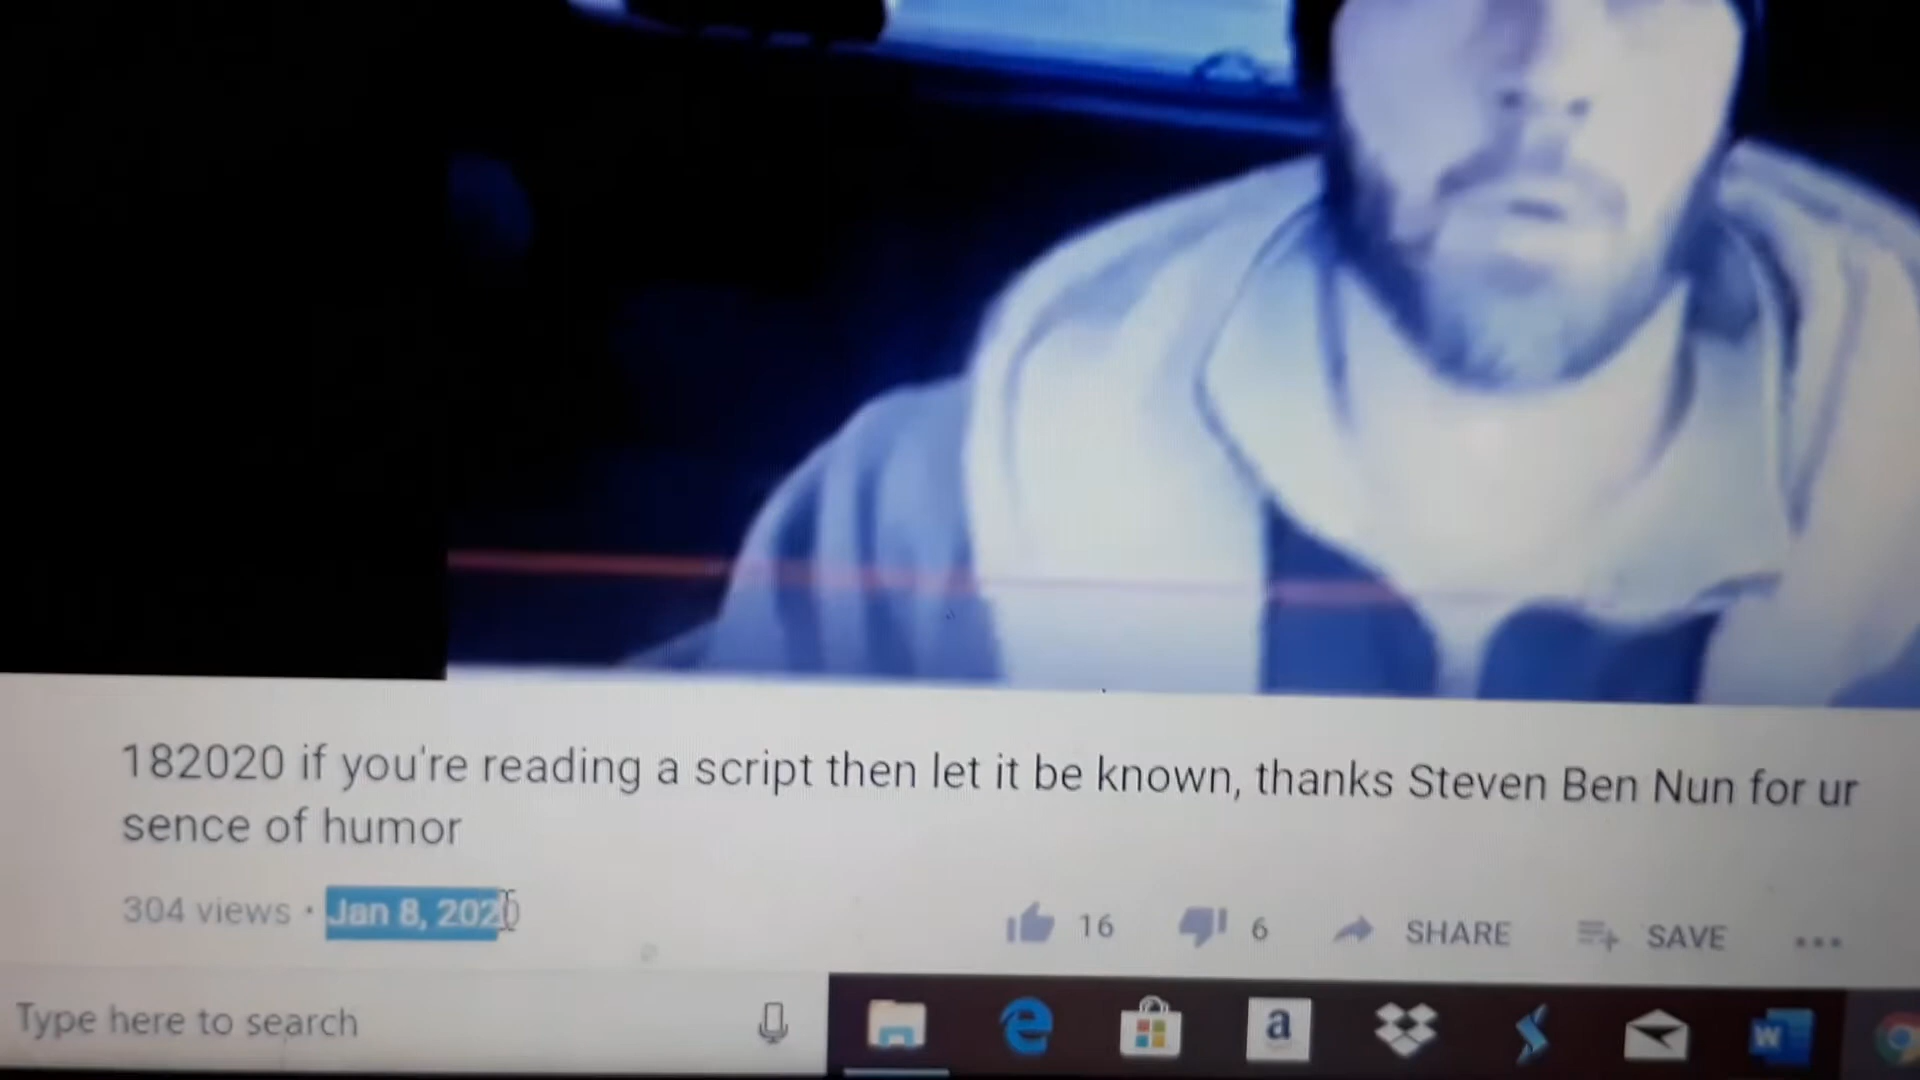 182020 if you're reading a script then let it be known, thanks Steven Ben Nun for ur
sence of humor
304 views • Jan 8, 2020
16
6
SHARE
SAVE
Type here to search
a
W